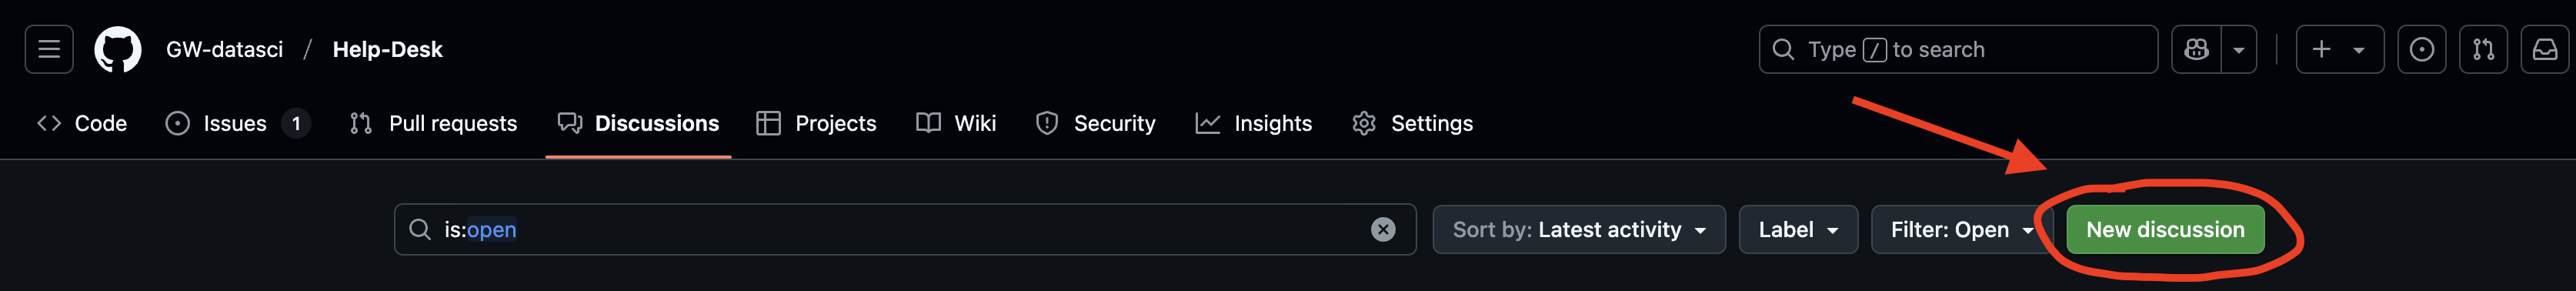 GW-datasci / Help-Desk
Type / to search
Code
Issues 1
Pull requests
Discussions
Projects
Wiki
Security
Insights
Settings
is:open
Sort by: Latest activity
Label
Filter: Open
New discussion